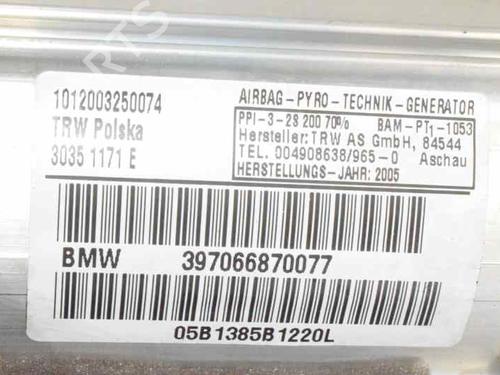 1012003250074
TRW Polska
3035 1171 E
AIRBAG-PYRO-TECHNIK-GENERATOR
PPI-3-28 200 70% BAM-PT1-1053
Hersteller: TRW AS GmbH, 84544
TEL. 004908638/965-0 Aschau
HERSTELLUNGS-JAHR: 2005
BMW 397066870077
05B1385B1220L